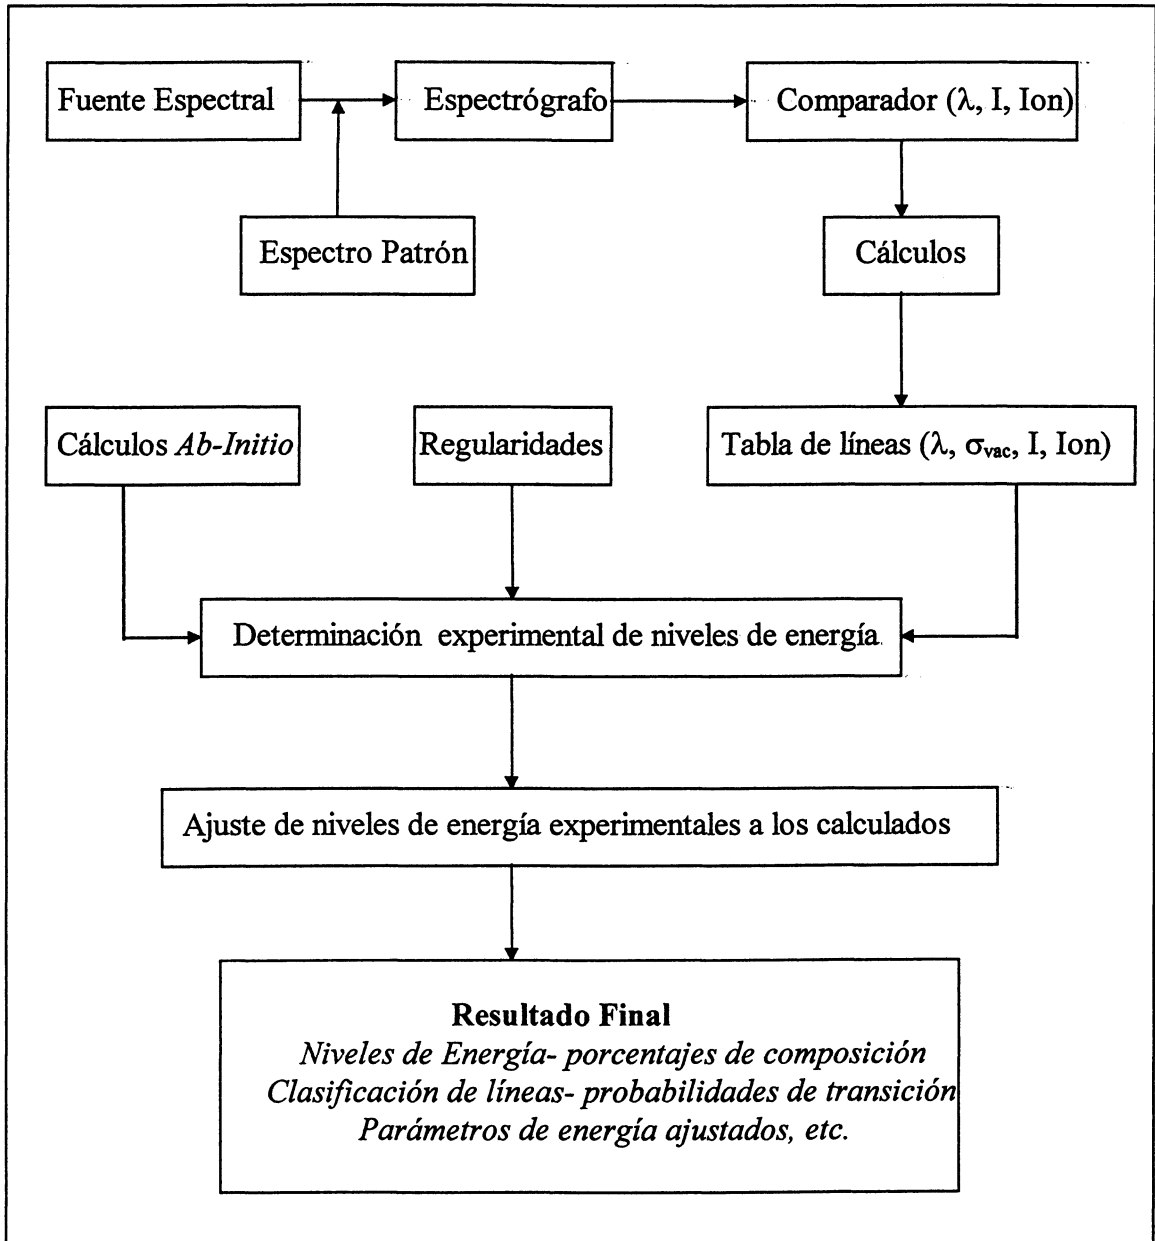 Fuente Espectral
Espectrógrafo
Comparador (λ, I, Ion)
Espectro Patrón
Cálculos
Cálculos Ab-Initio
Regularidades
Tabla de líneas (λ, σvac, I, Ion)
Determinación experimental de niveles de energía
Ajuste de niveles de energía experimentales a los calculados
Resultado Final
Niveles de Energía- porcentajes de composición
Clasificación de líneas- probabilidades de transición
Parámetros de energía ajustados, etc.